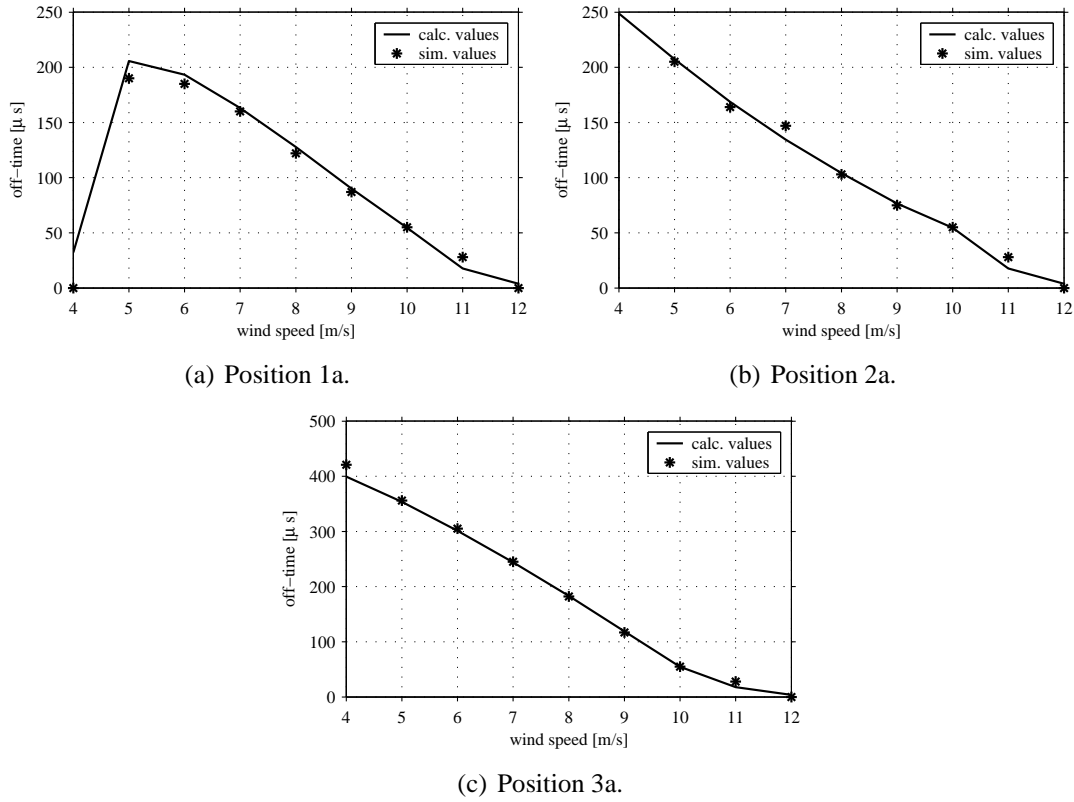 250
200
150
100
50
0
off−time [μ s]
calc. values
sim. values
4 5 6 7 8 9 10 11 12
wind speed [m/s]
(a) Position 1a.
250
200
150
100
50
0
off−time [μ s]
calc. values
sim. values
4 5 6 7 8 9 10 11 12
wind speed [m/s]
(b) Position 2a.
500
400
300
200
100
0
off−time [μ s]
calc. values
sim. values
4 5 6 7 8 9 10 11 12
wind speed [m/s]
(c) Position 3a.